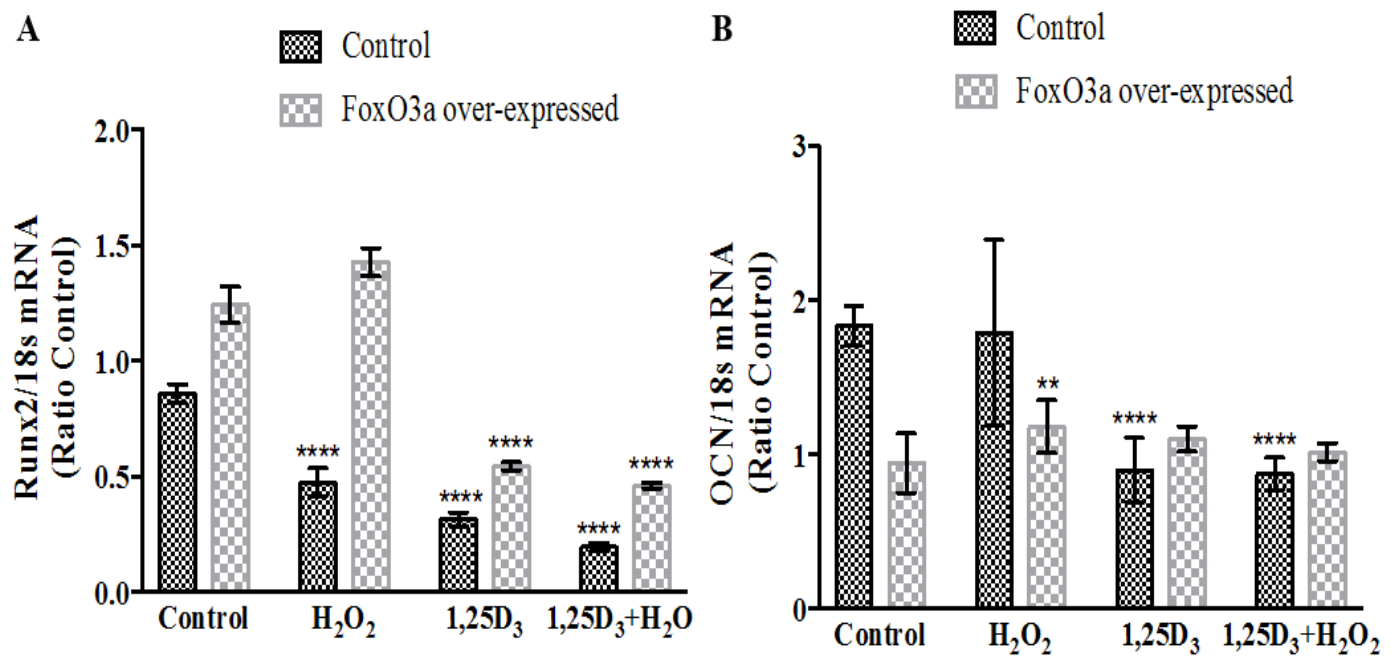 A
Control
FoxO3a over-expressed
Runx2/18s mRNA
(Ratio Control)
2.0
1.5
1.0
0.5
0.0
****
****
****
****
****
Control
H₂O₂
1,25D₃
1,25D₃+H₂O
B
Control
FoxO3a over-expressed
OCN/18s mRNA
(Ratio Control)
3
2
1
0
**
****
****
Control
H₂O₂
1,25D₃
1,25D₃+H₂O₂